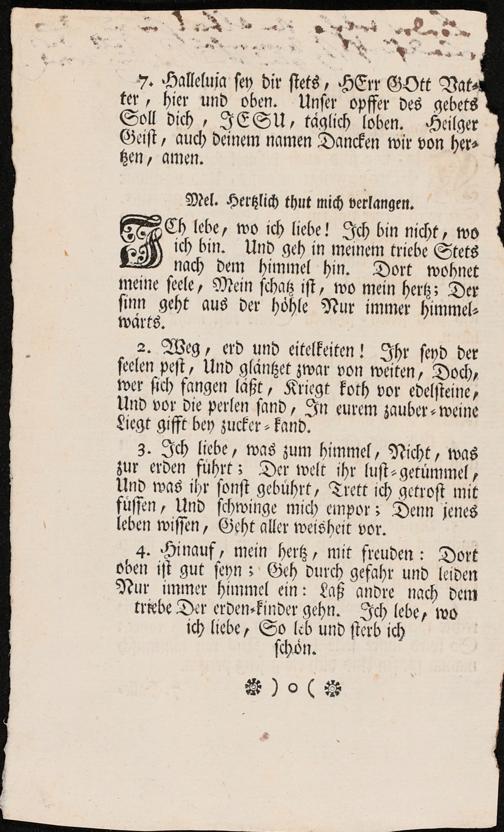 7. Halleluja sey dir stets, HErr GOtt Vat-
ter, hier und oben. Unser opffer des gebets
Soll dich, JESU, täglich loben. Heilger
Geist, auch deinem namen Dancken wir von her-
tzen, amen.
Mel. Hertzlich thut mich verlangen.
ICh lebe, wo ich liebe! Ich bin nicht, wo
ich bin. Und geh in meinem triebe Stets
nach dem himmel hin. Dort wohnet
meine seele, Mein schatz ist, wo mein hertz; Der
sinn geht aus der höhle Nur immer himmel-
wärts.
2. Weg, erd und eitelkeiten! Ihr seyd der
seelen pest, Und gläntzet zwar von weiten, Doch,
wer sich fangen läßt, Kriegt koth vor edelsteine,
Und vor die perlen sand, In eurem zauber-weine
Liegt gifft bey zucker-kand.
3. Ich liebe, was zum himmel, Nicht, was
zur erden führt; Der welt ihr lust-getümmel,
Und was ihr sonst gebührt, Trett ich getrost mit
füssen, Und schwinge mich empor; Denn jenes
leben wissen, Geht aller weisheit vor.
4. Hinauf, mein hertz, mit freuden: Dort
oben ist gut seyn; Geh durch gefahr und leiden
Nur immer himmel ein: Laß andre nach dem
triebe Der erden-kinder gehn. Ich lebe, wo
ich liebe, So leb und sterb ich
schön.